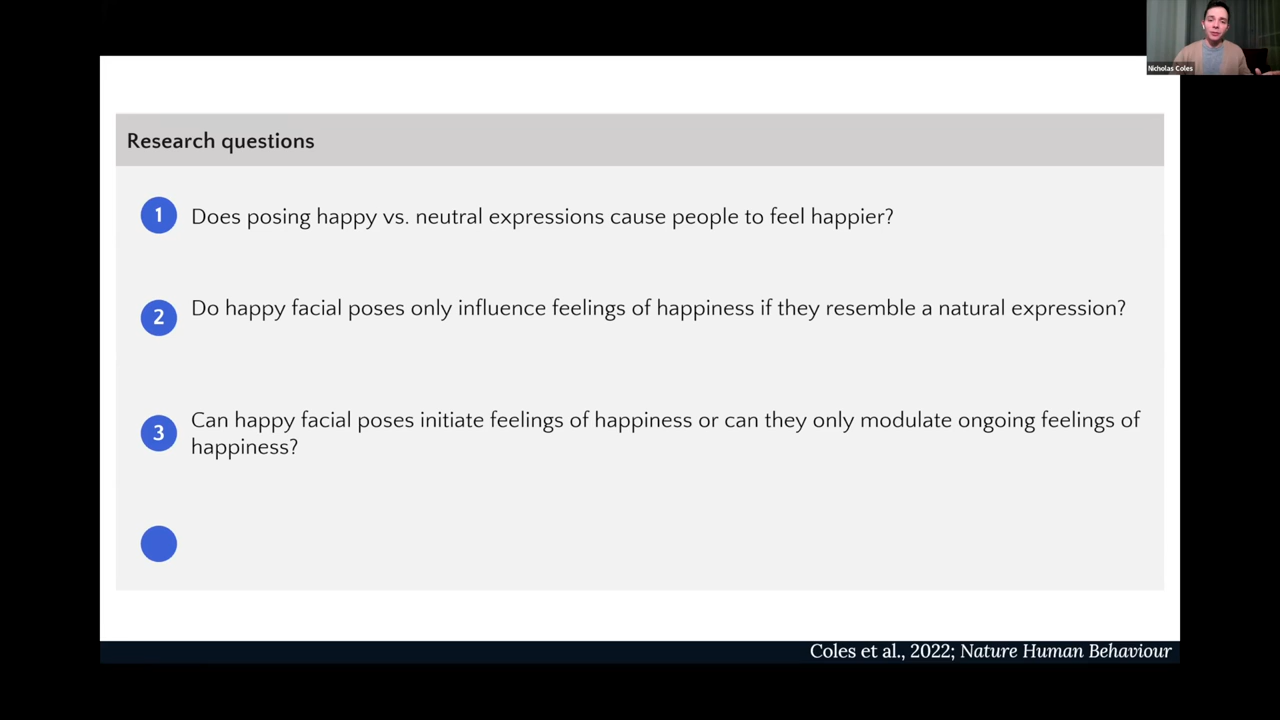 Nicholas Coles
Research questions
1 Does posing happy vs. neutral expressions cause people to feel happier?
2 Do happy facial poses only influence feelings of happiness if they resemble a natural expression?
3 Can happy facial poses initiate feelings of happiness or can they only modulate ongoing feelings of
happiness?
Coles et al., 2022; Nature Human Behaviour